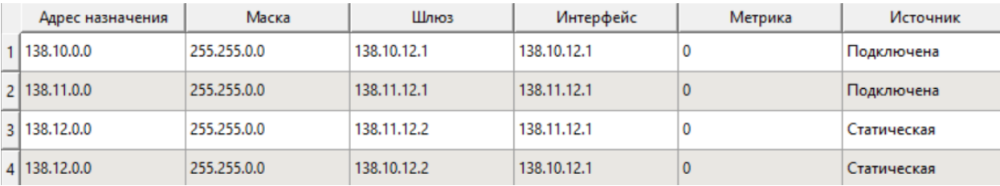 Адрес назначения Маска Шлюз Интерфейс Метрика Источник
1 138.10.0.0 255.255.0.0 138.10.12.1 138.10.12.1 0 Подключена
2 138.11.0.0 255.255.0.0 138.11.12.1 138.11.12.1 0 Подключена
3 138.12.0.0 255.255.0.0 138.11.12.2 138.11.12.1 0 Статическая
4 138.12.0.0 255.255.0.0 138.10.12.2 138.10.12.1 0 Статическая